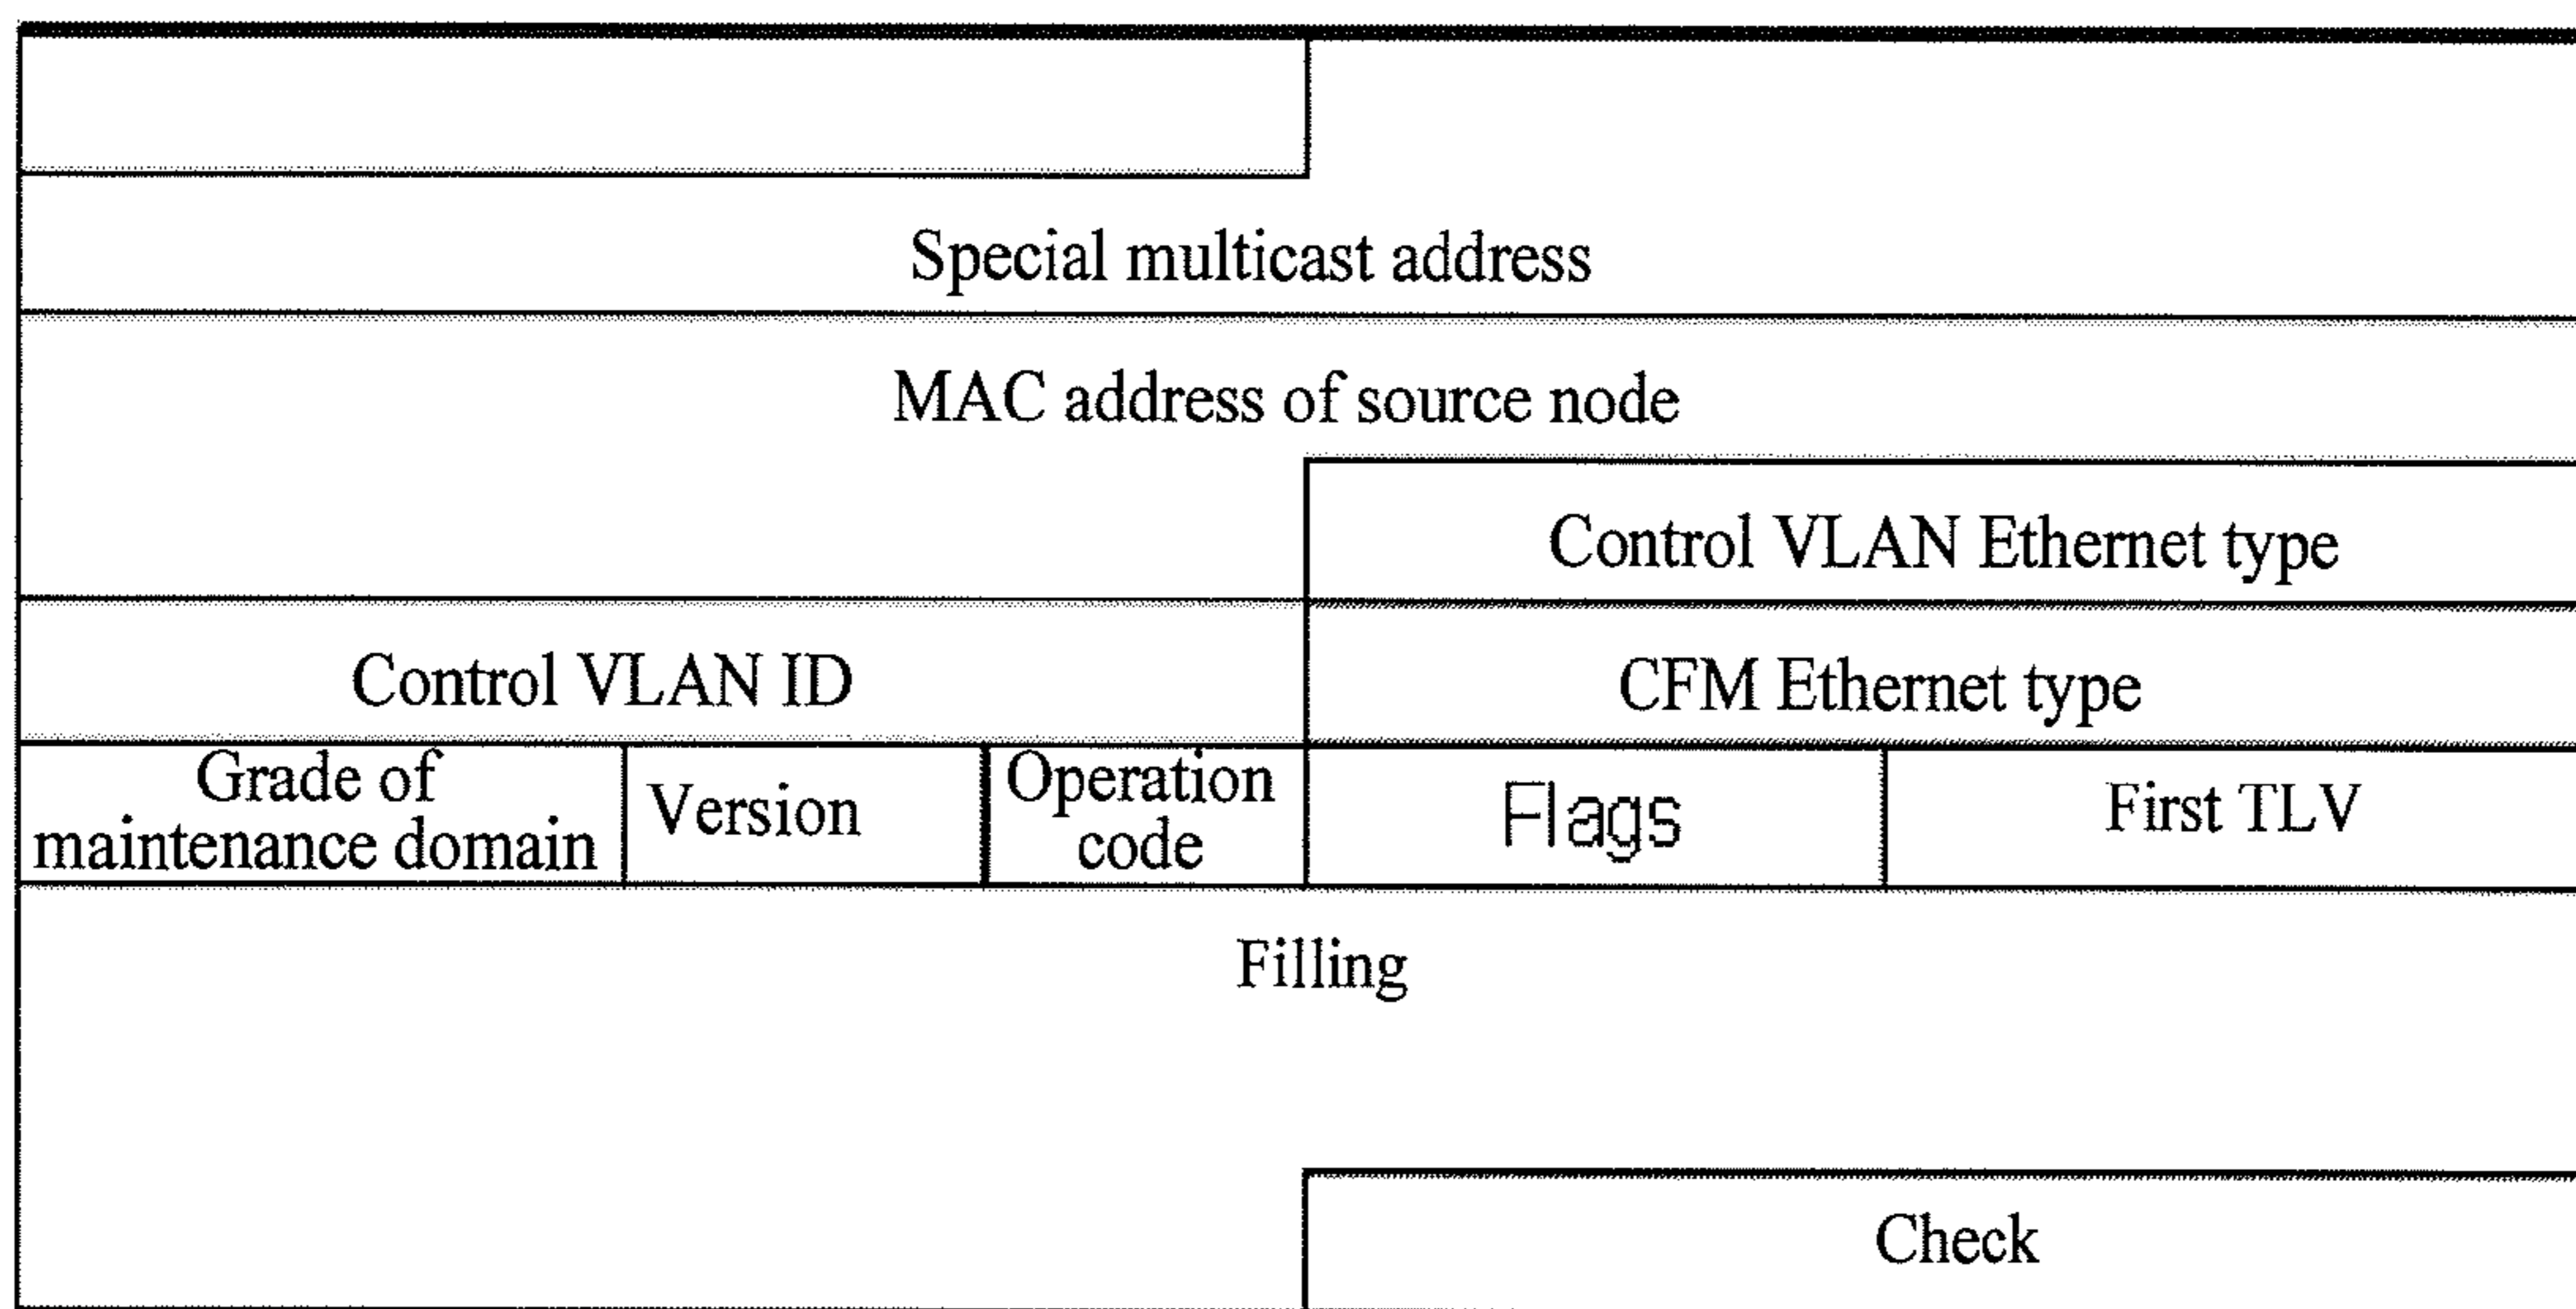 Special multicast address
MAC address of source node
Control VLAN Ethernet type
Control VLAN ID
CFM Ethernet type
Grade of
maintenance domain
Version
Operation
code
Flags
First TLV
Filling
Check